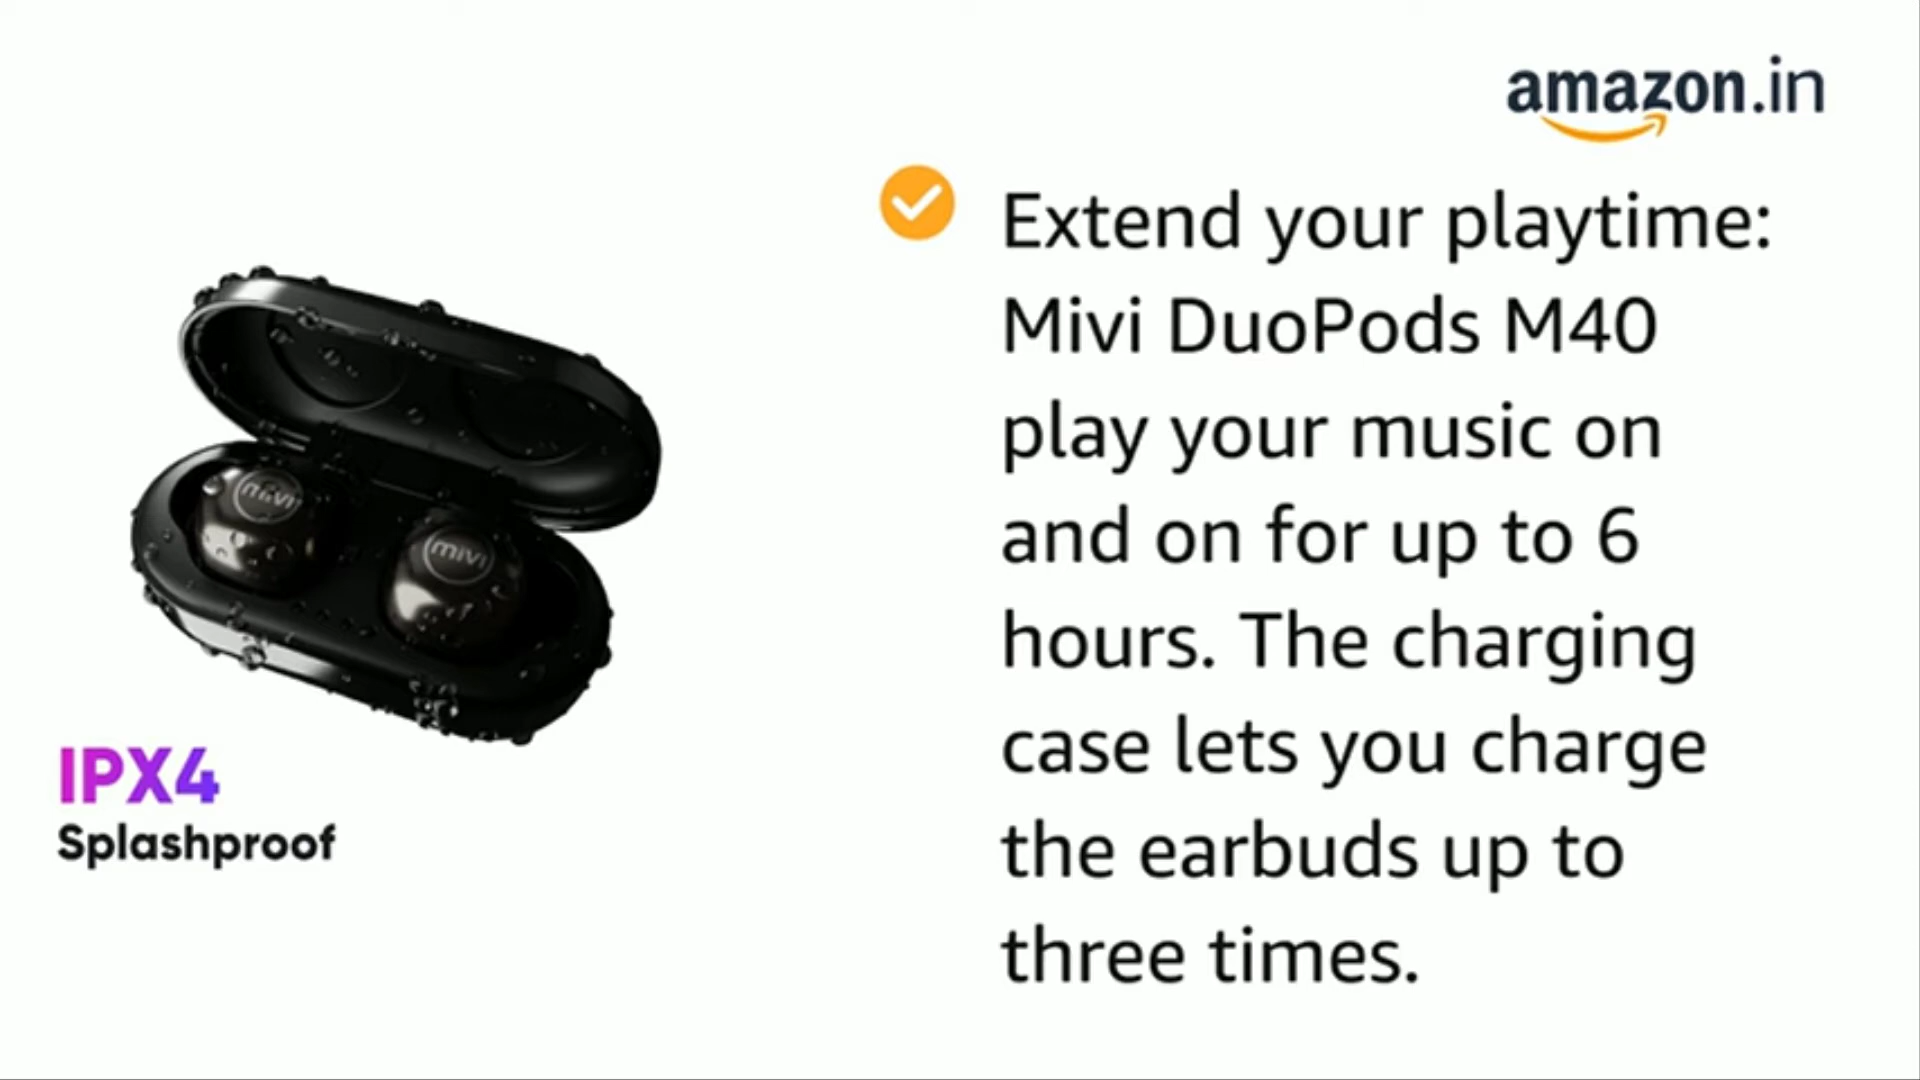 amazon.in
Extend your playtime:
Mivi DuoPods M40
play your music on
and on for up to 6
hours. The charging
case lets you charge
the earbuds up to
three times.
mivi
mivi
IPX4
Splashproof